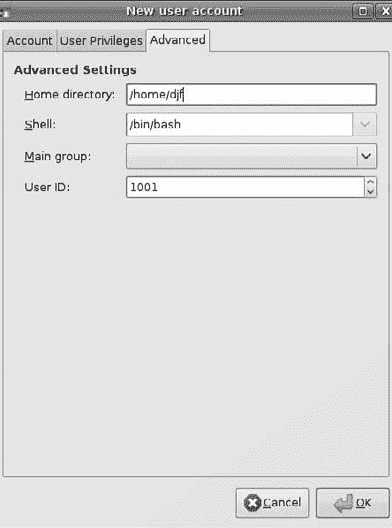 New user account
Account User Privileges Advanced
Advanced Settings
Home directory: /home/djf
Shell: /bin/bash
Main group:
User ID: 1001
Cancel OK